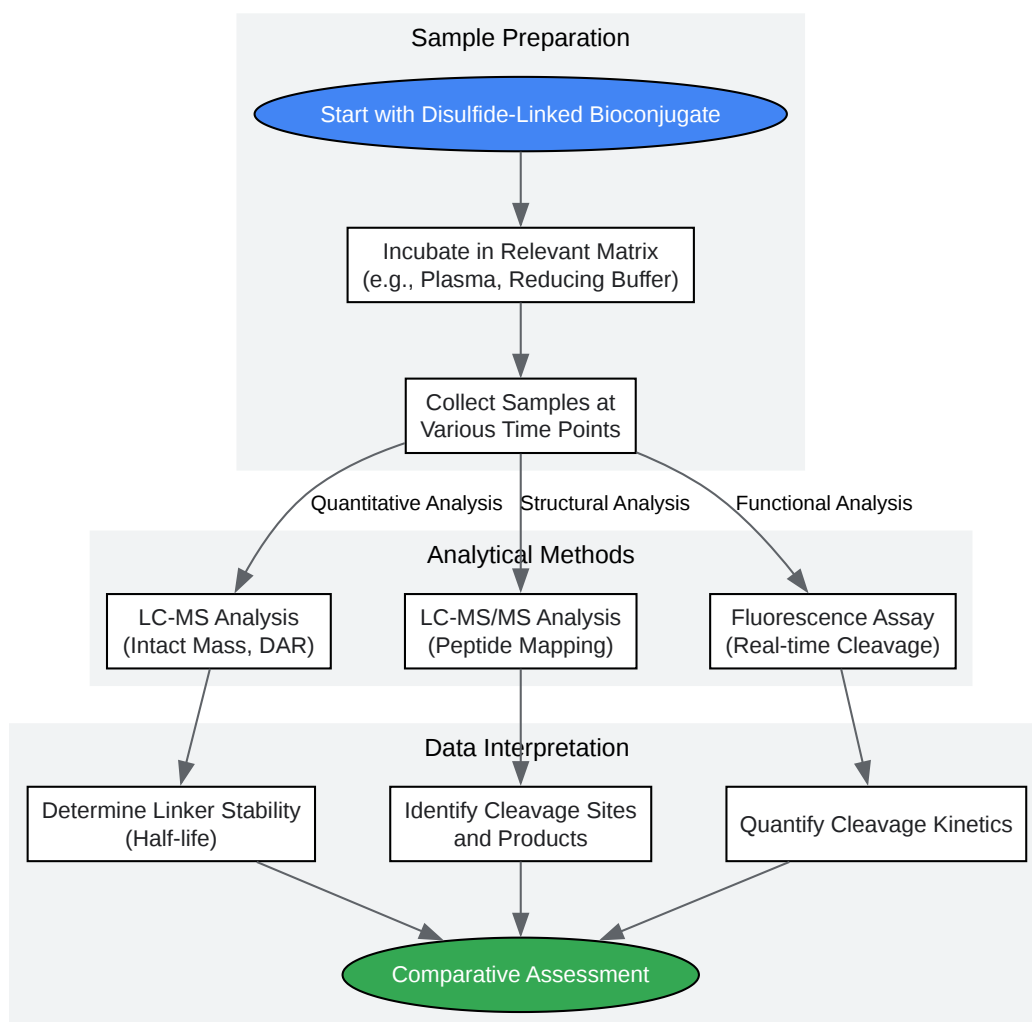 Sample Preparation
Start with Disulfide-Linked Bioconjugate
Incubate in Relevant Matrix
(e.g., Plasma, Reducing Buffer)
Collect Samples at
Various Time Points
Quantitative Analysis
Structural Analysis
Functional Analysis
Analytical Methods
LC-MS Analysis
(Intact Mass, DAR)
LC-MS/MS Analysis
(Peptide Mapping)
Fluorescence Assay
(Real-time Cleavage)
Data Interpretation
Determine Linker Stability
(Half-life)
Identify Cleavage Sites
and Products
Quantify Cleavage Kinetics
Comparative Assessment